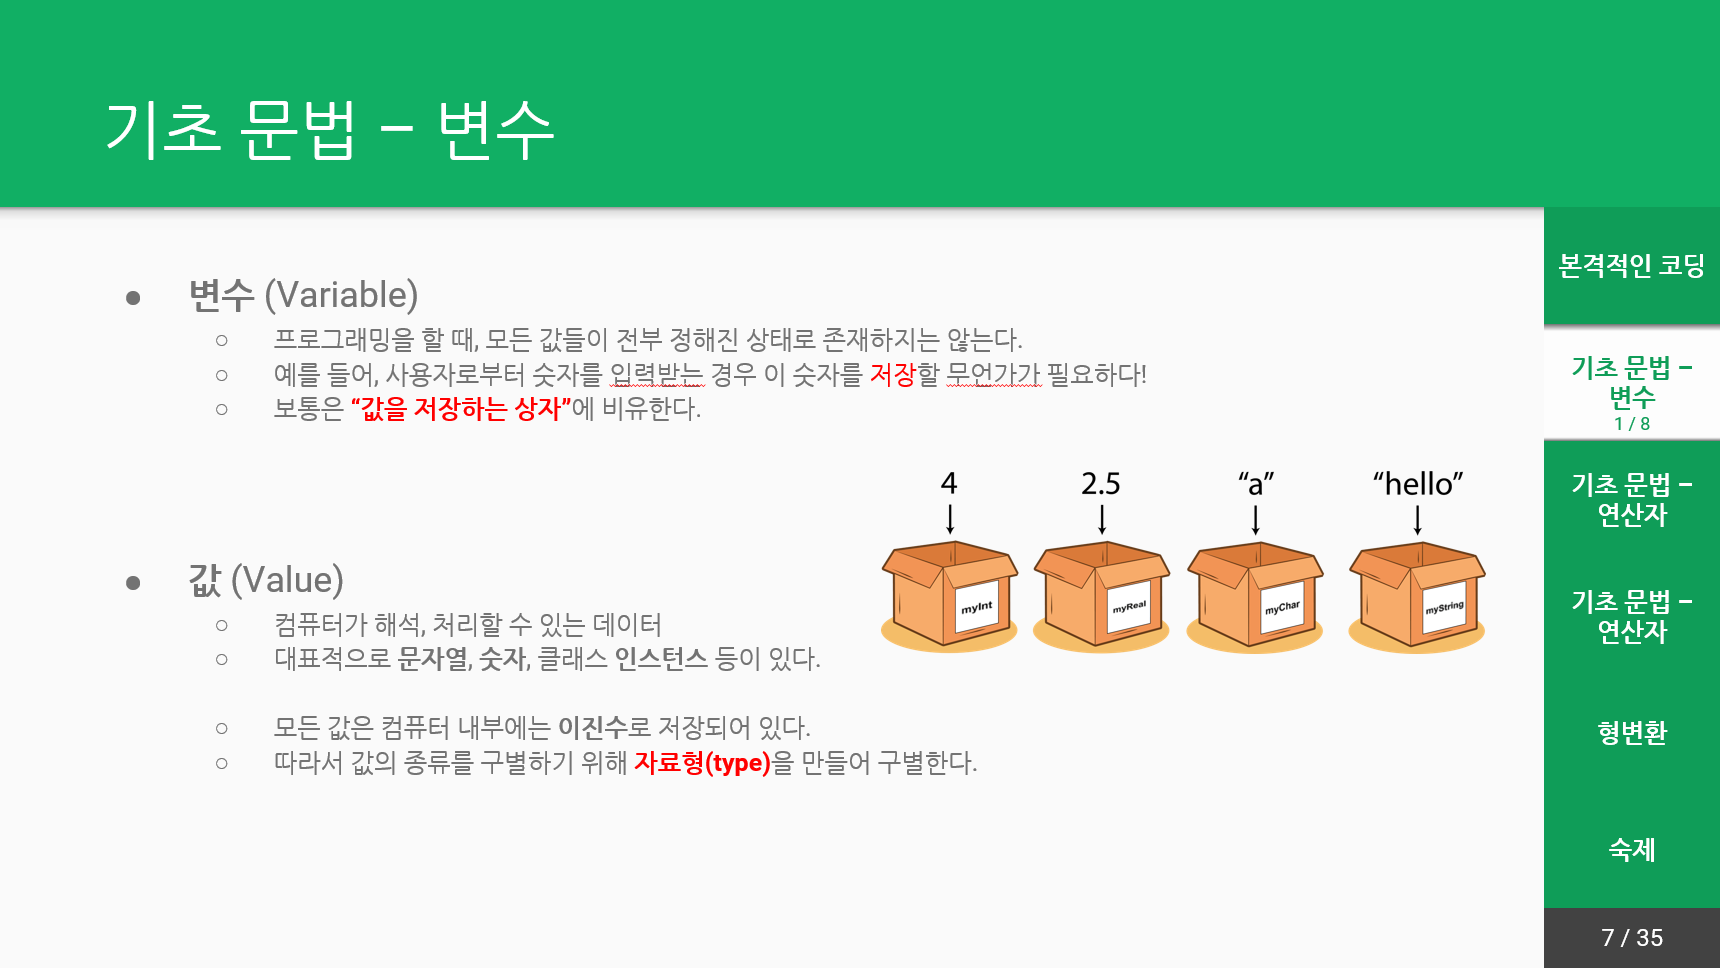 기초 문법 – 변수
변수 (Variable)
프로그래밍을 할 때, 모든 값들이 전부 정해진 상태로 존재하지는 않는다.
예를 들어, 사용자로부터 숫자를 입력받는 경우 이 숫자를 저장할 무언가가 필요하다!
보통은 “값을 저장하는 상자”에 비유한다.
4
2.5
“a”
“hello”
myInt
myReal
myChar
myString
값 (Value)
컴퓨터가 해석, 처리할 수 있는 데이터
대표적으로 문자열, 숫자, 클래스 인스턴스 등이 있다.
모든 값은 컴퓨터 내부에는 이진수로 저장되어 있다.
따라서 값의 종류를 구별하기 위해 자료형(type)을 만들어 구별한다.
본격적인 코딩
기초 문법 –
변수
1 / 8
기초 문법 –
연산자
기초 문법 –
연산자
형변환
숙제
7 / 35